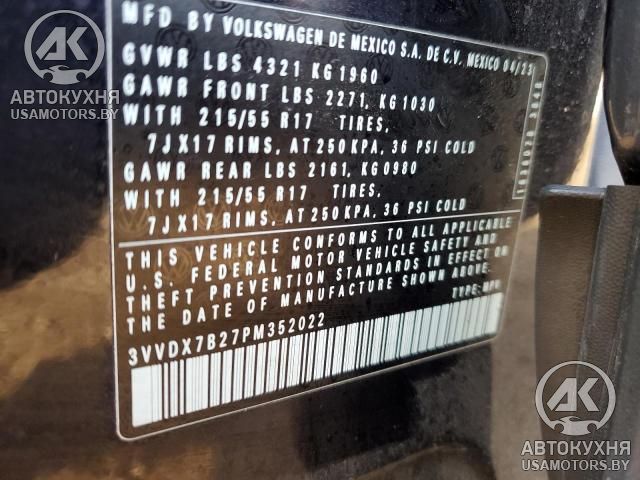 MFD BY VOLKSWAGEN DE MEXICO S.A. DE C.V. MEXICO 04/23
GVWR LBS 4321 KG 1960
GAWR FRONT LBS 2271, KG 1030
WITH 215/55 R17 TIRES,
7JX17 RIMS, AT 250 KPA, 36 PSI COLD
GAWR REAR LBS 2161, KG 0980
WITH 215/55 R17 TIRES,
7JX17 RIMS, AT 250 KPA, 36 PSI COLD
THIS VEHICLE CONFORMS TO ALL APPLICABLE
U.S. FEDERAL MOTOR VEHICLE SAFETY AND
THEFT PREVENTION STANDARDS IN EFFECT ON
THE DATE OF MANUFACTURE SHOWN ABOVE.
TYPE: MPV
3VVDX7B27PM352022
АК
АВТОКУХНЯ
USAMOTORS.BY
АК
АВТОКУХНЯ
USAMOTORS.BY